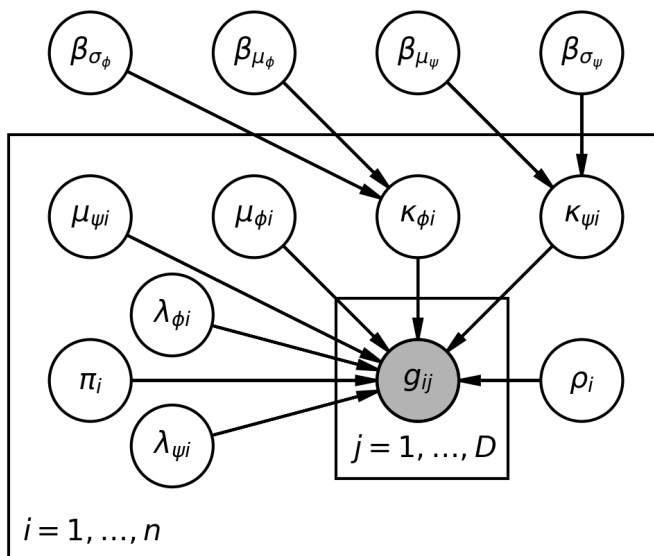 β_{σ_ϕ} β_{μ_ϕ} β_{μ_ψ} β_{σ_ψ}
μ_{ψi} μ_{ϕi} κ_{ϕi} κ_{ψi}
λ_{ϕi}
π_i g_{ij} ρ_i
λ_{ψi}
j = 1, ..., D
i = 1, ..., n